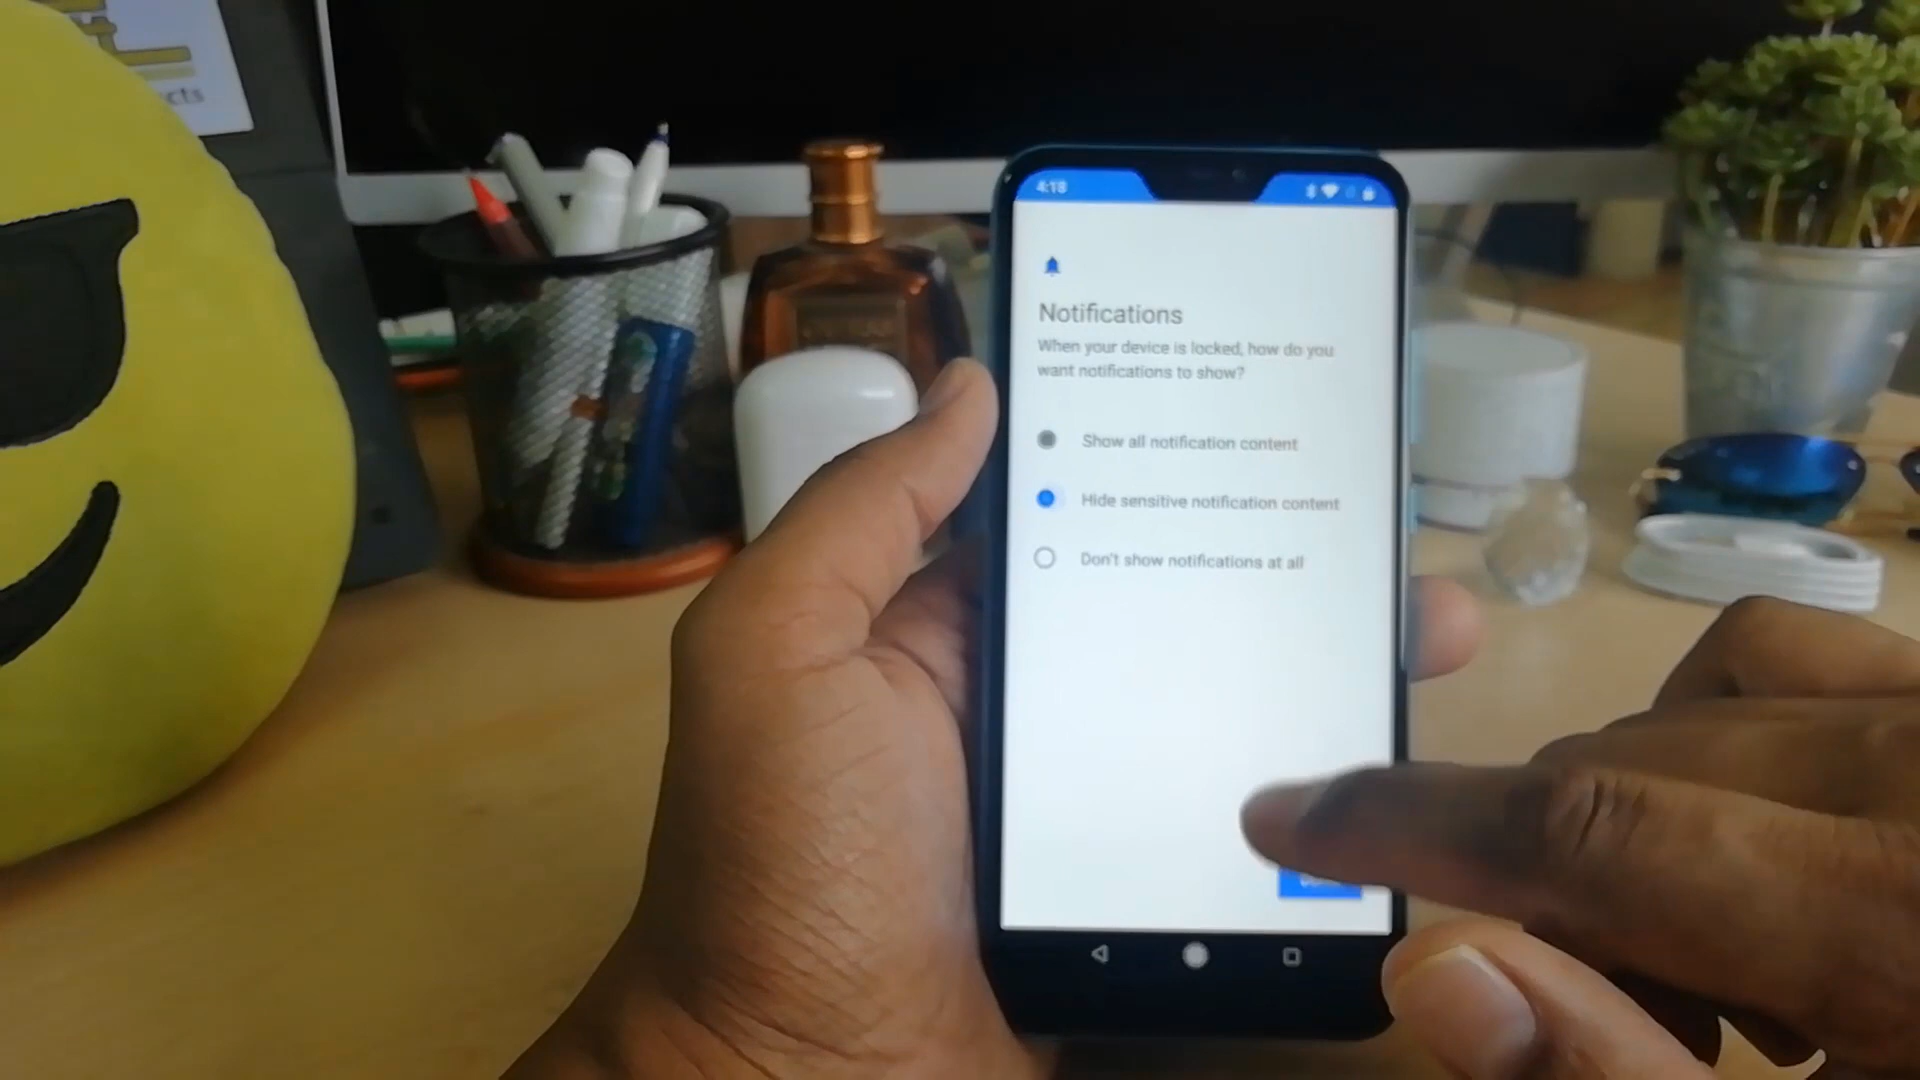 cts
4:18
Notifications
When your device is locked, how do you
want notifications to show?
Show all notification content
Hide sensitive notification content
Don't show notifications at all